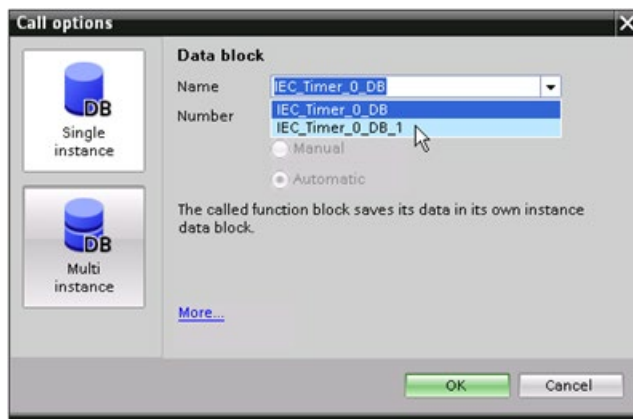 Call options
DB
Single
instance
DB
Multi
instance
Data block
Name
IEC_Timer_0_DB
IEC_Timer_0_DB
IEC_Timer_0_DB_1
Number
Manual
Automatic
The called function block saves its data in its own instance
data block.
More...
OK
Cancel